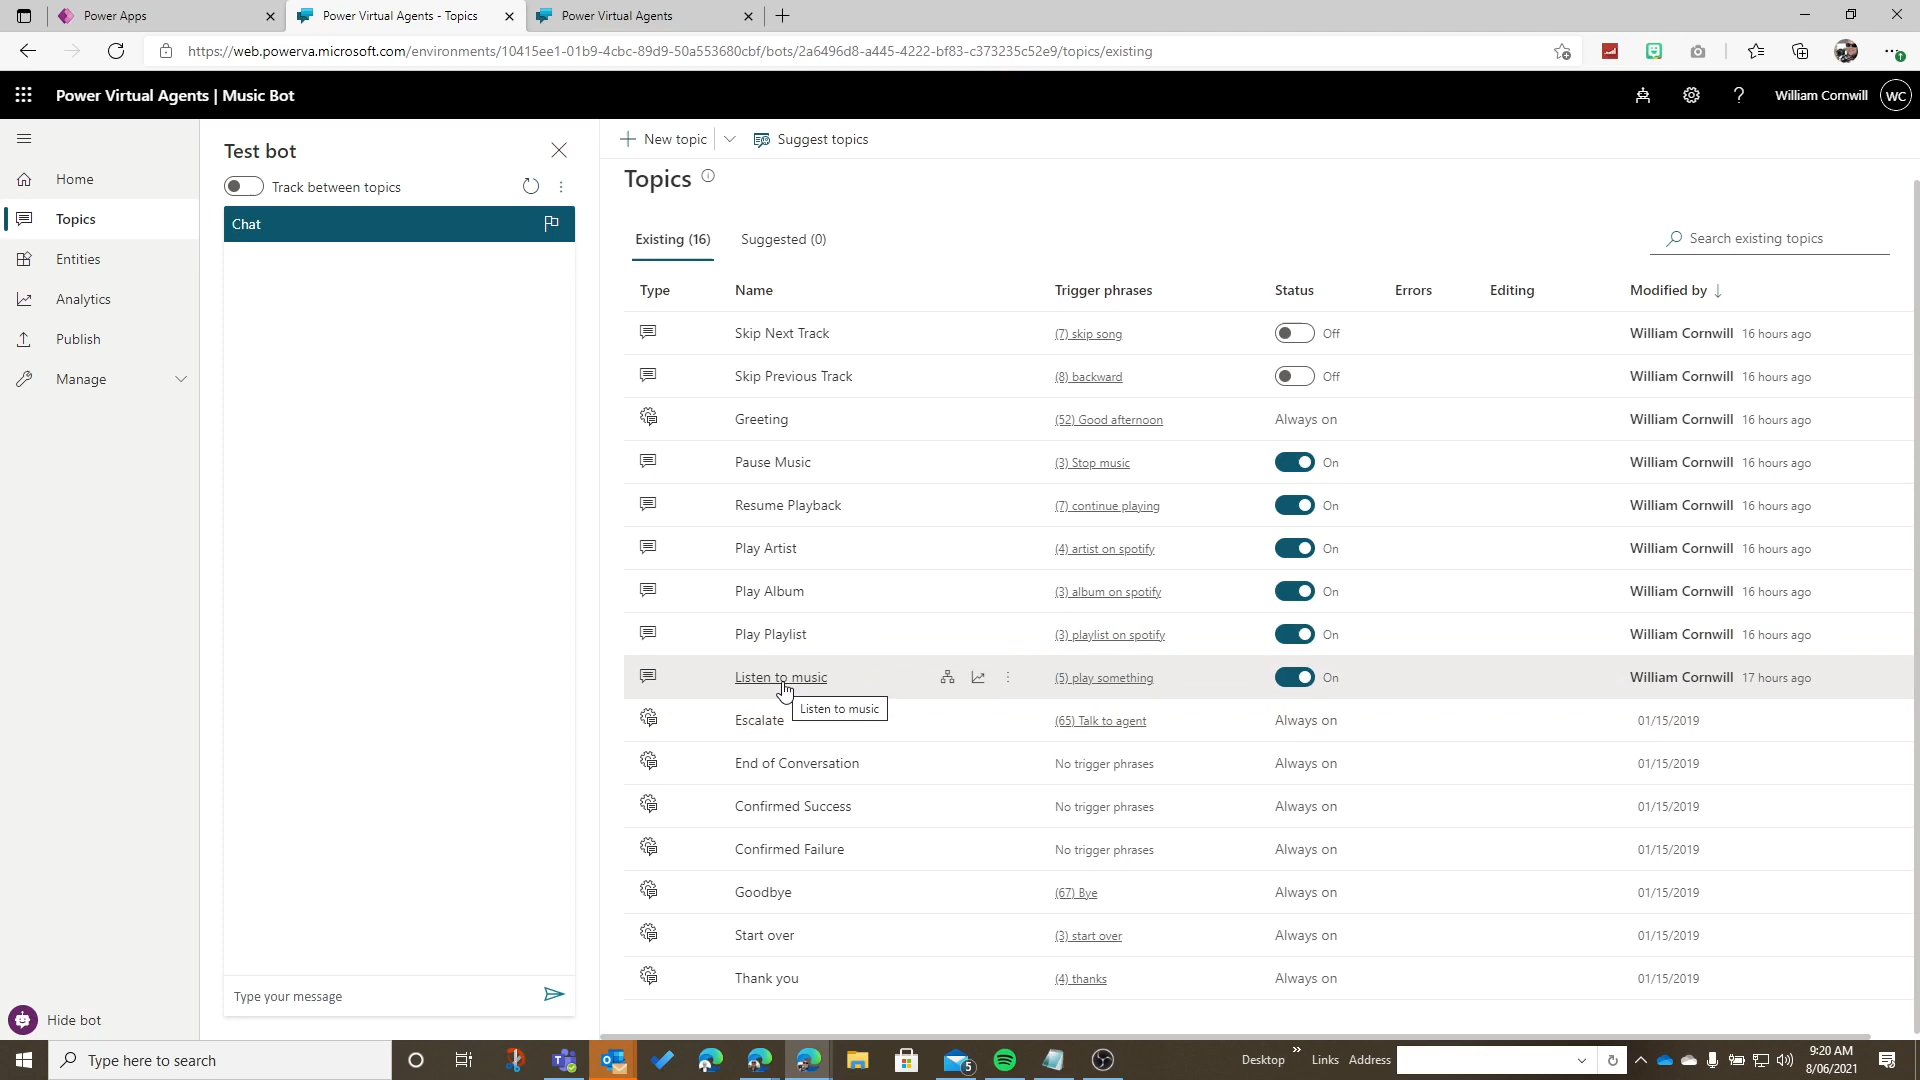 Power Apps
Power Virtual Agents - Topics
Power Virtual Agents
https://web.powerva.microsoft.com/environments/10415ee1-01b9-4cbc-89d9-50a553680cbf/bots/2a6496d8-a445-4222-bf83-c373235c52e9/topics/existing
Power Virtual Agents | Music Bot
William Cornwill
WC
Home
Topics
Entities
Analytics
Publish
Manage
Hide bot
Test bot
Track between topics
Chat
Type your message
New topic
Suggest topics
Topics
Existing (16)
Suggested (0)
Search existing topics
Type Name Trigger phrases Status Errors Editing Modified by
Skip Next Track (7) skip song Off William Cornwill 16 hours ago
Skip Previous Track (8) backward Off William Cornwill 16 hours ago
Greeting (52) Good afternoon Always on William Cornwill 16 hours ago
Pause Music (3) Stop music On William Cornwill 16 hours ago
Resume Playback (7) continue playing On William Cornwill 16 hours ago
Play Artist (4) artist on spotify On William Cornwill 16 hours ago
Play Album (3) album on spotify On William Cornwill 16 hours ago
Play Playlist (3) playlist on spotify On William Cornwill 16 hours ago
Listen to music (5) play something On William Cornwill 17 hours ago
Listen to music
Escalate (65) Talk to agent Always on 01/15/2019
End of Conversation No trigger phrases Always on 01/15/2019
Confirmed Success No trigger phrases Always on 01/15/2019
Confirmed Failure No trigger phrases Always on 01/15/2019
Goodbye (67) Bye Always on 01/15/2019
Start over (3) start over Always on 01/15/2019
Thank you (4) thanks Always on 01/15/2019
Type here to search
5
Desktop
Links
Address
9:20 AM
8/06/2021